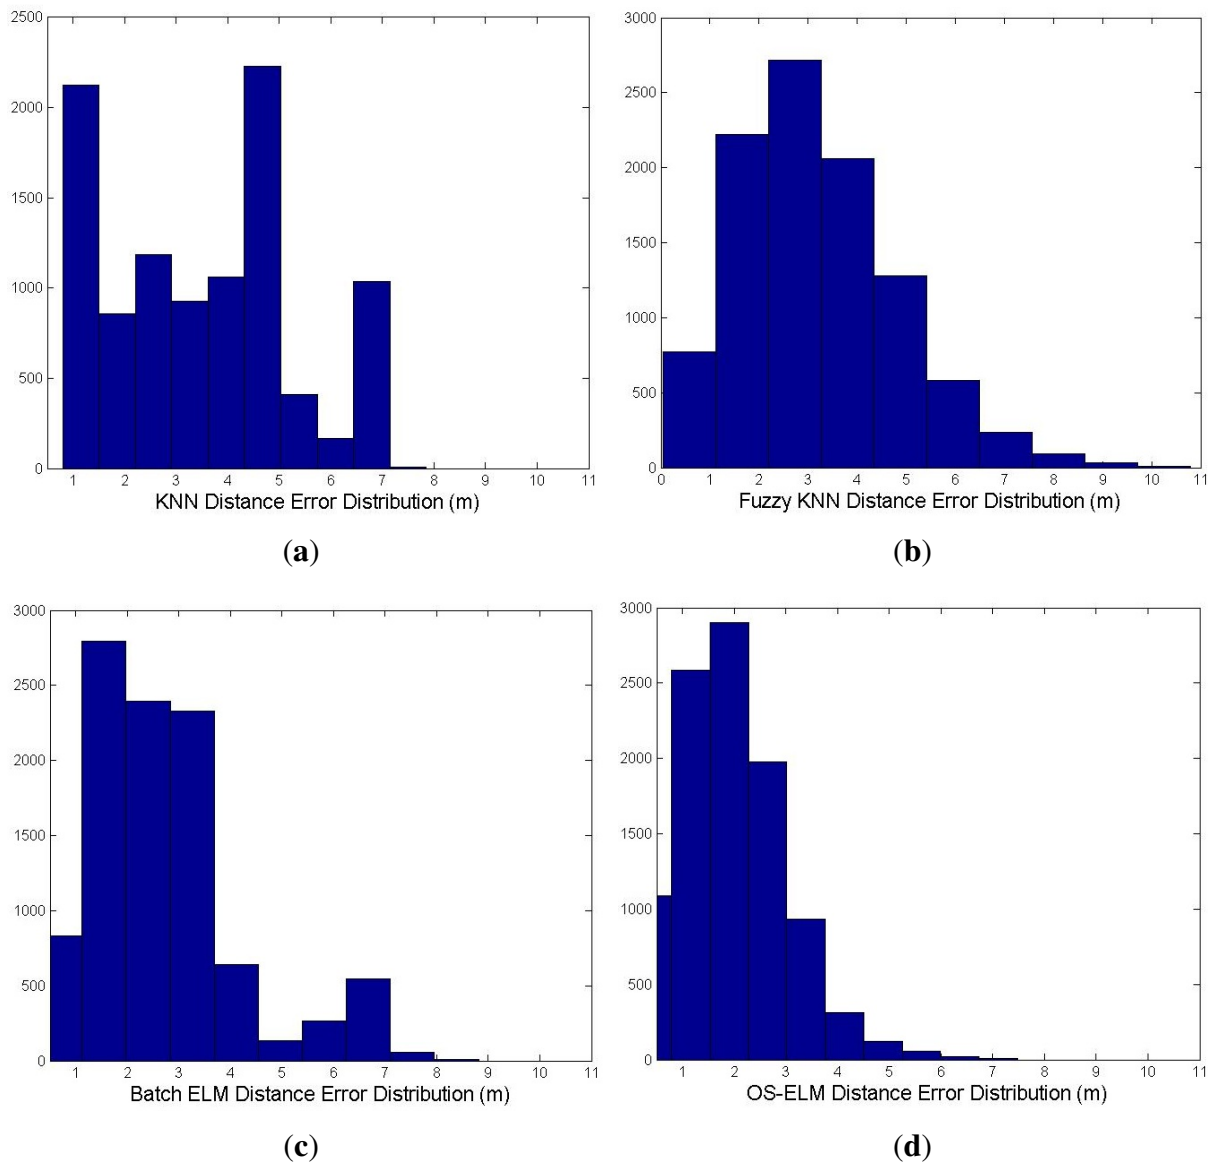 2500
2000
1500
1000
500
0
1 2 3 4 5 6 7 8 9 10 11
KNN Distance Error Distribution (m)
(a)
3000
2500
2000
1500
1000
500
0
0 1 2 3 4 5 6 7 8 9 10 11
Fuzzy KNN Distance Error Distribution (m)
(b)
3000
2500
2000
1500
1000
500
0
1 2 3 4 5 6 7 8 9 10 11
Batch ELM Distance Error Distribution (m)
(c)
3000
2500
2000
1500
1000
500
0
1 2 3 4 5 6 7 8 9 10 11
OS-ELM Distance Error Distribution (m)
(d)